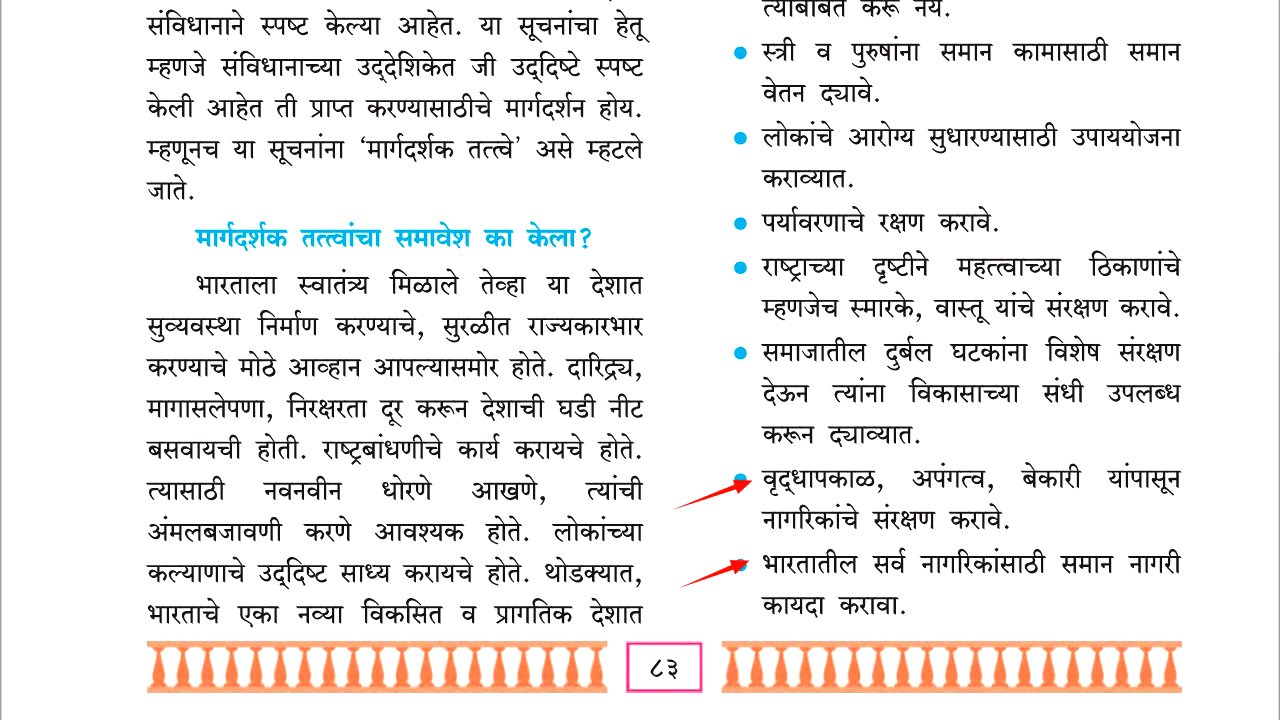 संविधानाने स्पष्ट केल्या आहेत. या सूचनांचा हेतू
म्हणजे संविधानाच्या उद्‌देशिकेत जी उद्‌दिष्टे स्पष्ट
केली आहेत ती प्राप्त करण्यासाठीचे मार्गदर्शन होय.
म्हणूनच या सूचनांना ‘मार्गदर्शक तत्त्वे’ असे म्हटले
जाते.
मार्गदर्शक तत्त्वांचा समावेश का केला?
भारताला स्वातंत्र्य मिळाले तेव्हा या देशात
सुव्यवस्था निर्माण करण्याचे, सुरळीत राज्यकारभार
करण्याचे मोठे आव्हान आपल्यासमोर होते. दारिद्र्य,
मागासलेपणा, निरक्षरता दूर करून देशाची घडी नीट
बसवायची होती. राष्ट्रबांधणीचे कार्य करायचे होते.
त्यासाठी नवनवीन धोरणे आखणे, त्यांची
अंमलबजावणी करणे आवश्यक होते. लोकांच्या
कल्याणाचे उद्‌दिष्ट साध्य करायचे होते. थोडक्यात,
भारताचे एका नव्या विकसित व प्रागतिक देशात
त्याबाबत करू नये.
• स्त्री व पुरुषांना समान कामासाठी समान
वेतन द्यावे.
• लोकांचे आरोग्य सुधारण्यासाठी उपाययोजना
कराव्यात.
• पर्यावरणाचे रक्षण करावे.
• राष्ट्राच्या दृष्टीने महत्त्वाच्या ठिकाणांचे
म्हणजेच स्मारके, वास्तू यांचे संरक्षण करावे.
• समाजातील दुर्बल घटकांना विशेष संरक्षण
देऊन त्यांना विकासाच्या संधी उपलब्ध
करून द्याव्यात.
• वृद्‌धापकाळ, अपंगत्व, बेकारी यांपासून
नागरिकांचे संरक्षण करावे.
• भारतातील सर्व नागरिकांसाठी समान नागरी
कायदा करावा.
८३